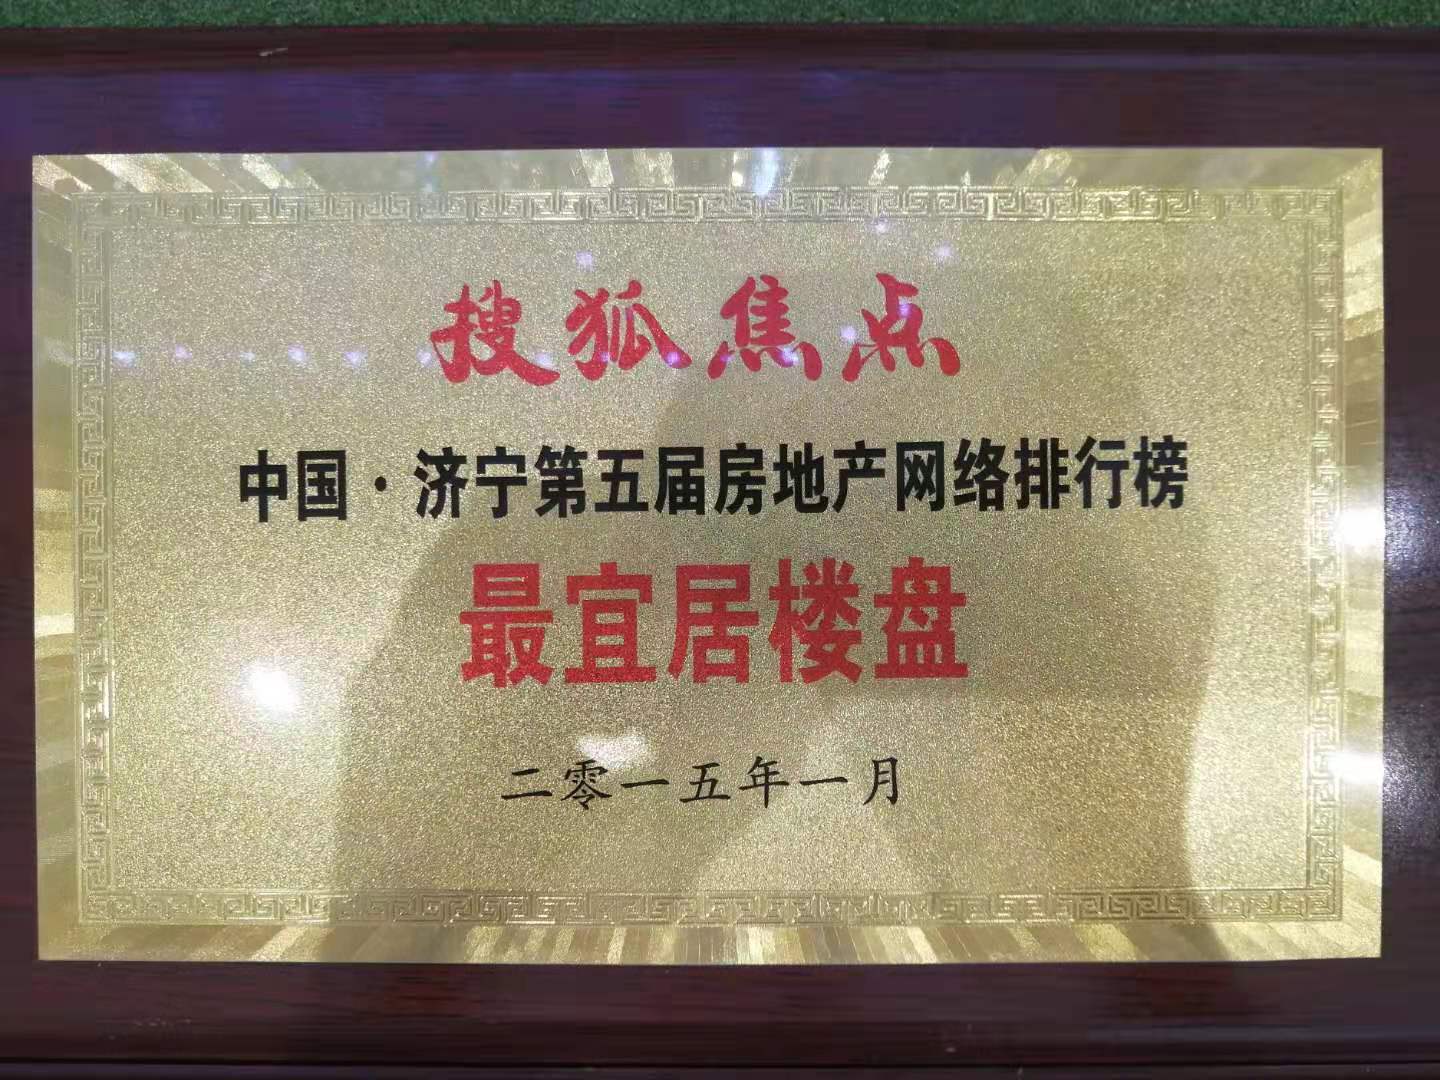 搜狐焦点
中国·济宁第五届房地产网络排行榜
最宜居楼盘
二零一五年一月